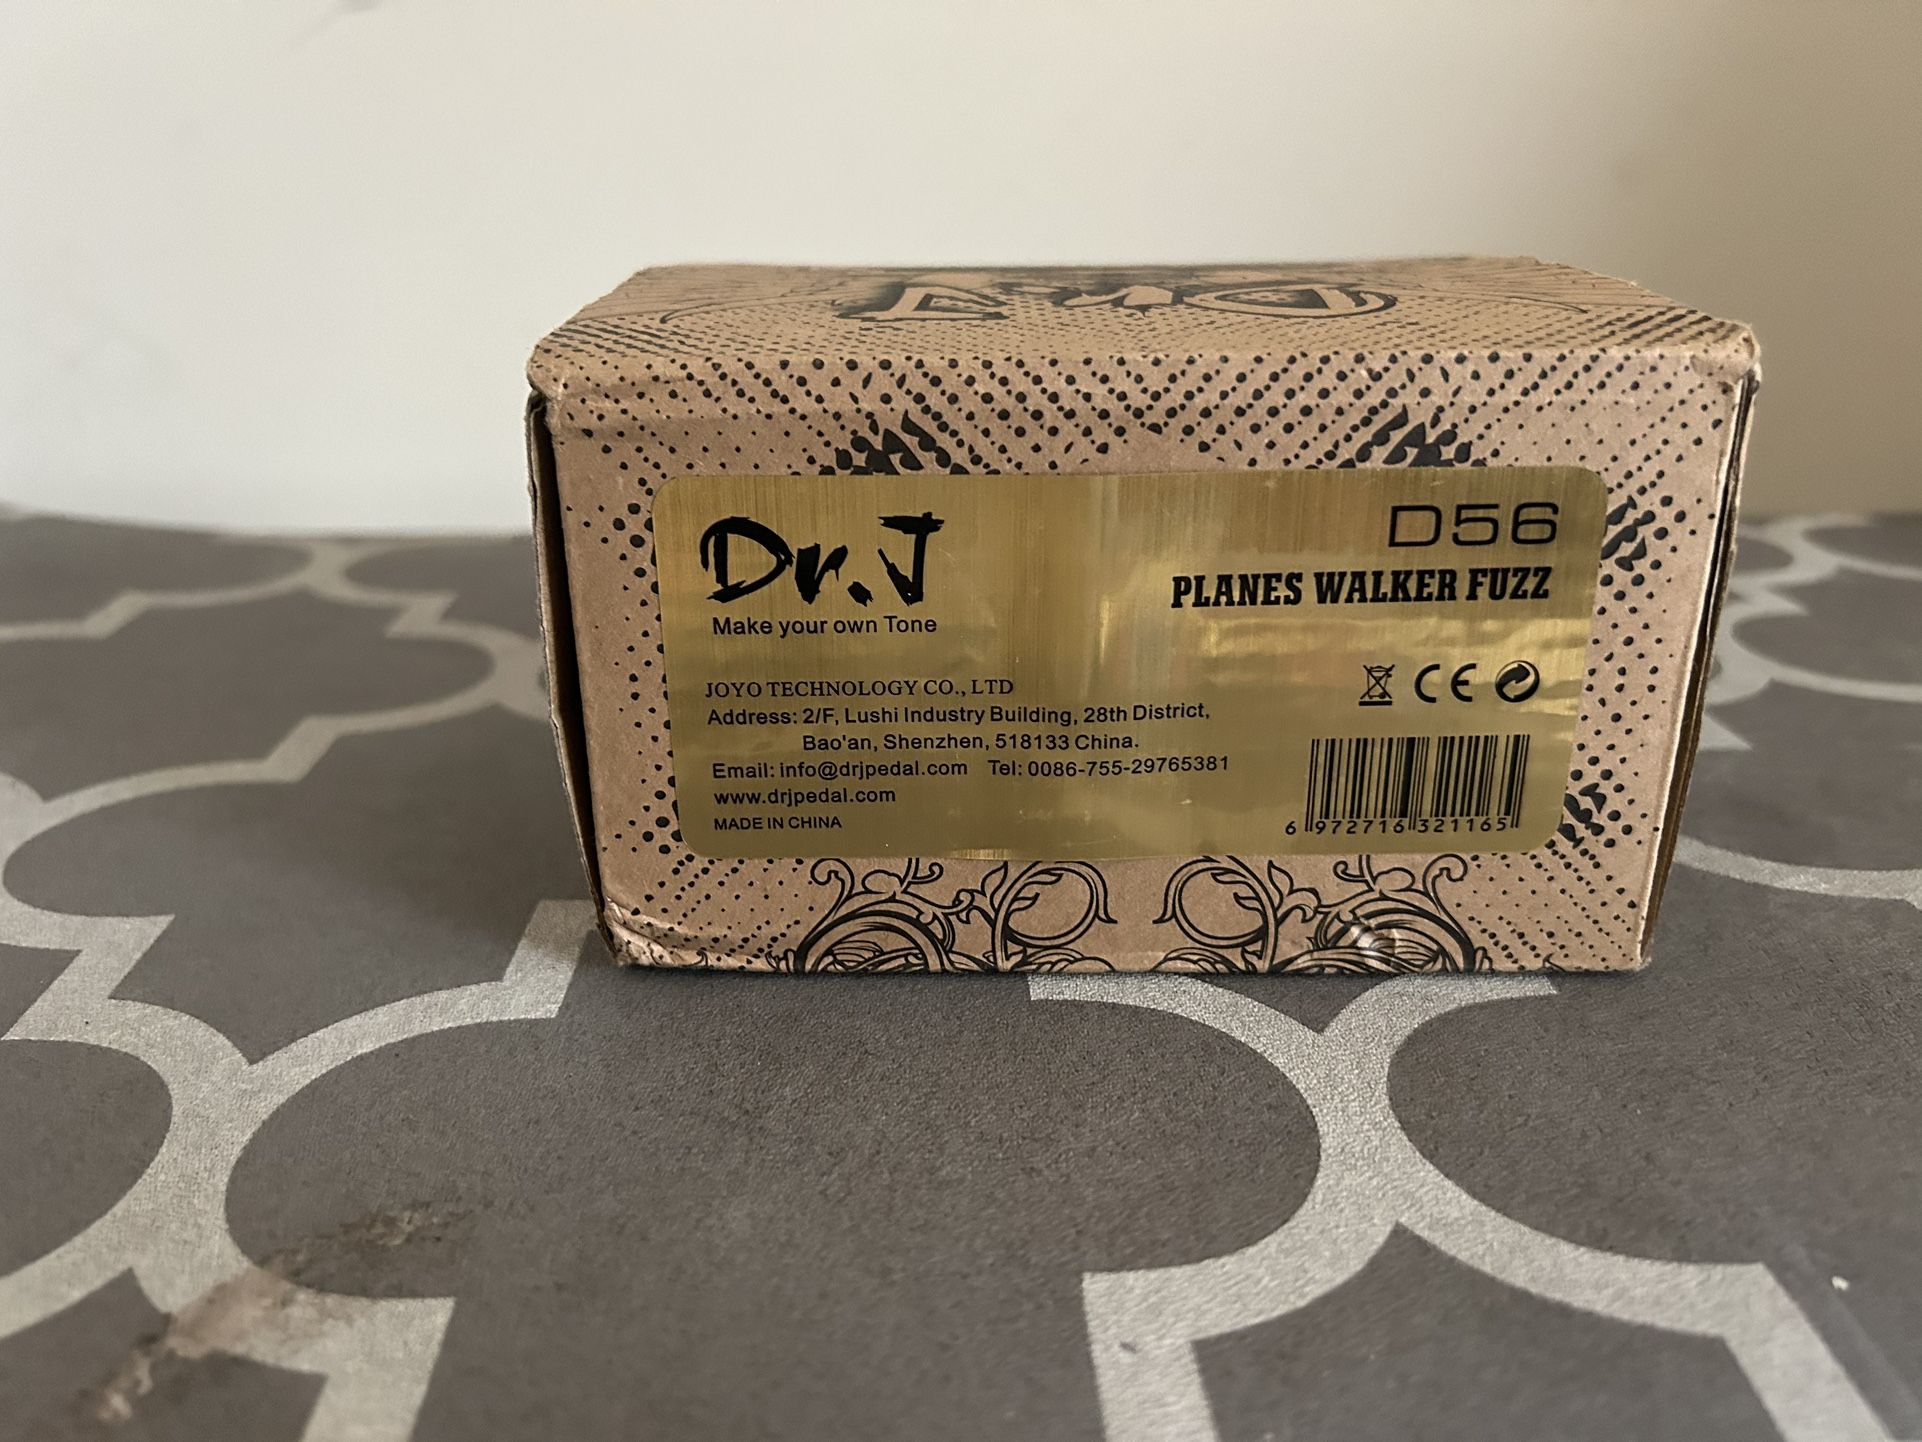 Dr.J
Dr.J
Make your own Tone
D56
PLANES WALKER FUZZ
JOYO TECHNOLOGY CO., LTD
Address: 2/F, Lushi Industry Building, 28th District,
Bao'an, Shenzhen, 518133 China.
Email: info@drjpedal.com Tel: 0086-755-29765381
www.drjpedal.com
MADE IN CHINA
CE
6 972716 321165